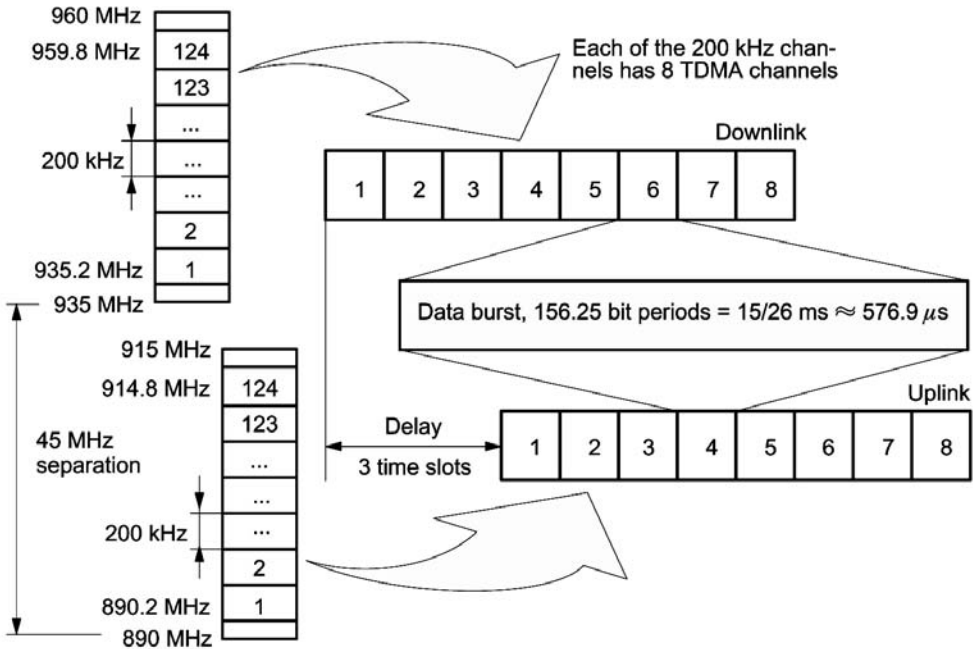 960 MHz
959.8 MHz
124
123
...
200 kHz
...
...
2
935.2 MHz
1
935 MHz
Each of the 200 kHz chan-
nels has 8 TDMA channels
Downlink
1 2 3 4 5 6 7 8
Data burst, 156.25 bit periods = 15/26 ms ≈ 576.9 μs
Uplink
Delay
3 time slots
1 2 3 4 5 6 7 8
45 MHz
separation
915 MHz
914.8 MHz
124
123
...
...
200 kHz
...
2
890.2 MHz
1
890 MHz